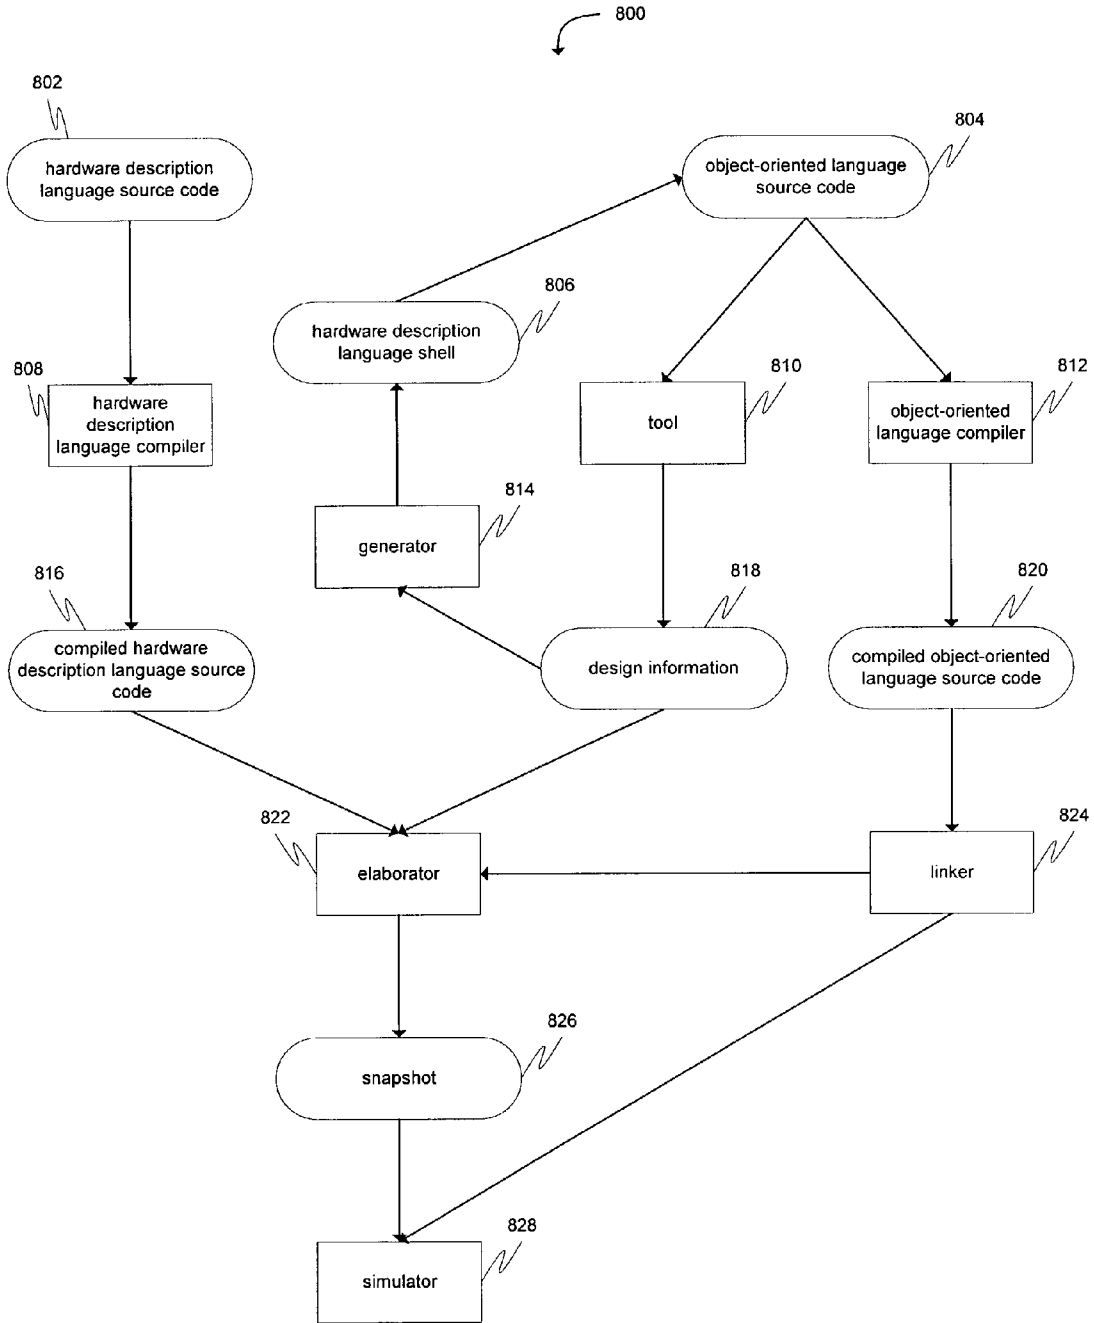 800
802
hardware description
language source code
804
object-oriented language
source code
806
hardware description
language shell
808
hardware
description
language compiler
810
tool
812
object-oriented
language compiler
814
generator
816
compiled hardware
description language source
code
818
design information
820
compiled object-oriented
language source code
822
elaborator
824
linker
826
snapshot
828
simulator